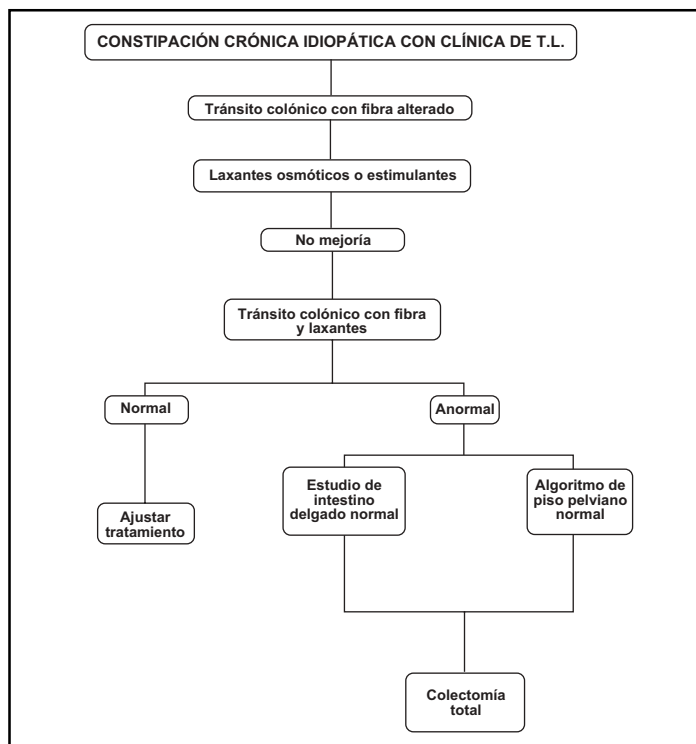 CONSTIPACIÓN CRÓNICA IDIOPÁTICA CON CLÍNICA DE T.L.
Tránsito colónico con fibra alterado
Laxantes osmóticos o estimulantes
No mejoría
Tránsito colónico con fibra
y laxantes
Normal
Anormal
Ajustar
tratamiento
Estudio de
intestino
delgado normal
Algoritmo de
piso pelviano
normal
Colectomía
total